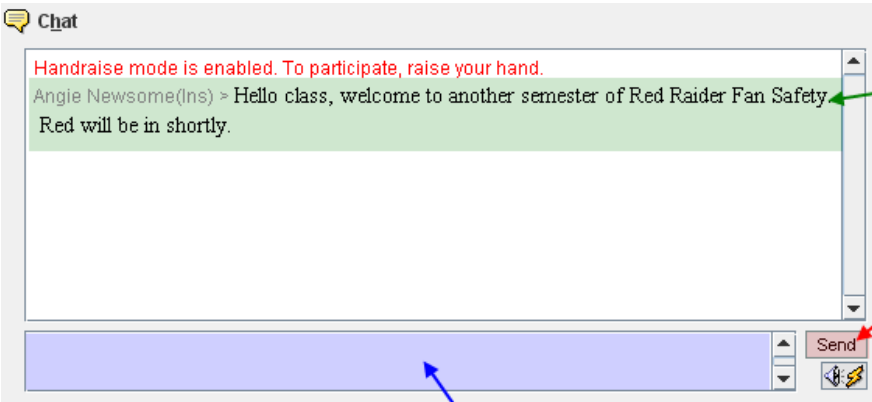 Chat
Handraise mode is enabled. To participate, raise your hand.
Angie Newsome(Ins) > Hello class, welcome to another semester of Red Raider Fan Safety.
Red will be in shortly.
Send